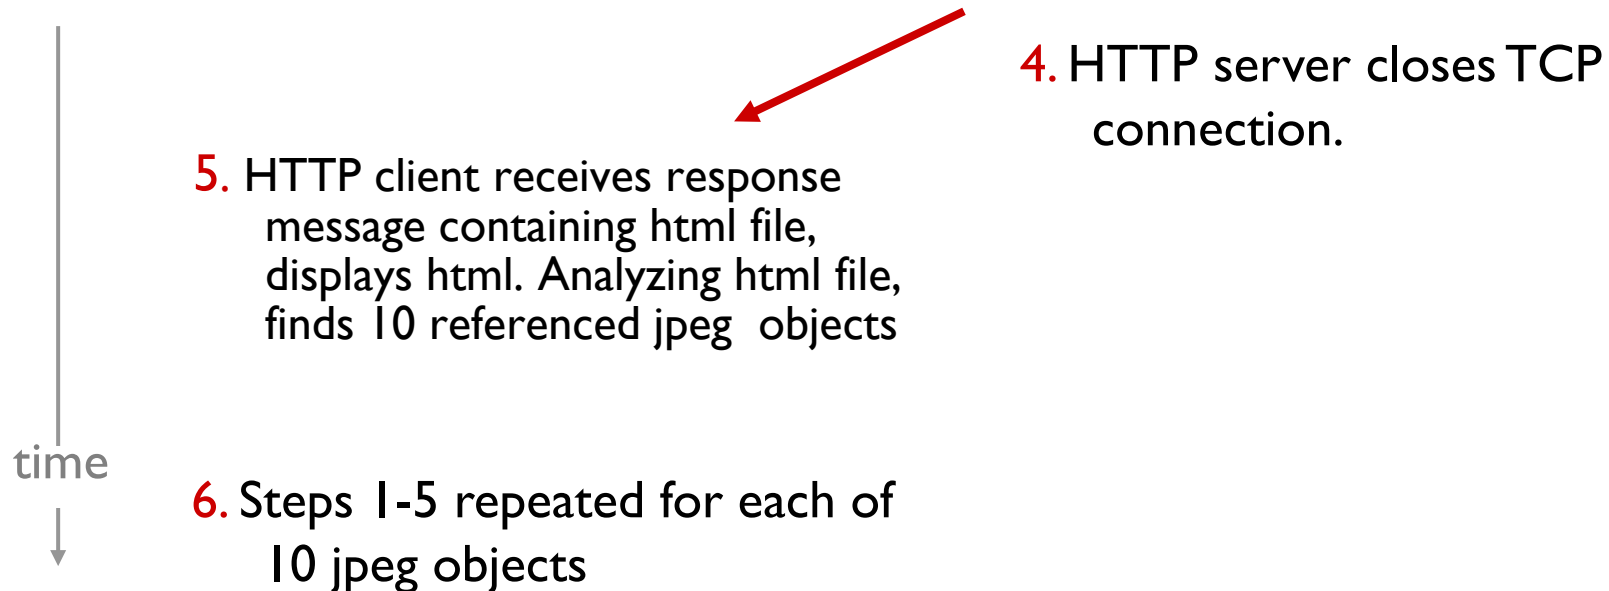 4. HTTP server closes TCP
connection.
5. HTTP client receives response
message containing html file,
displays html. Analyzing html file,
finds 10 referenced jpeg objects
time
6. Steps 1-5 repeated for each of
10 jpeg objects